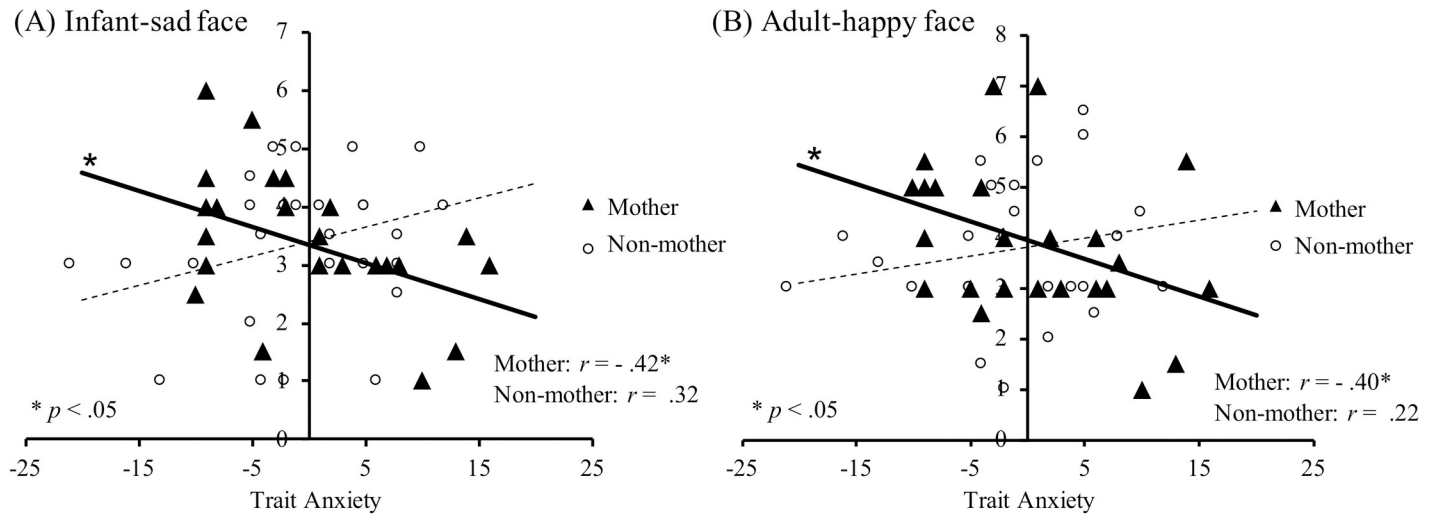 (A) Infant-sad face
7
6
5
4
3
2
1
0
-25
-15
-5
5
15
25
Trait Anxiety
*
Mother
Non-mother
Mother: r = - .42*
Non-mother: r = .32
* p < .05
(B) Adult-happy face
8
7
6
5
4
3
2
1
0
-25
-15
-5
5
15
25
Trait Anxiety
*
Mother
Non-mother
Mother: r = - .40*
Non-mother: r = .22
* p < .05